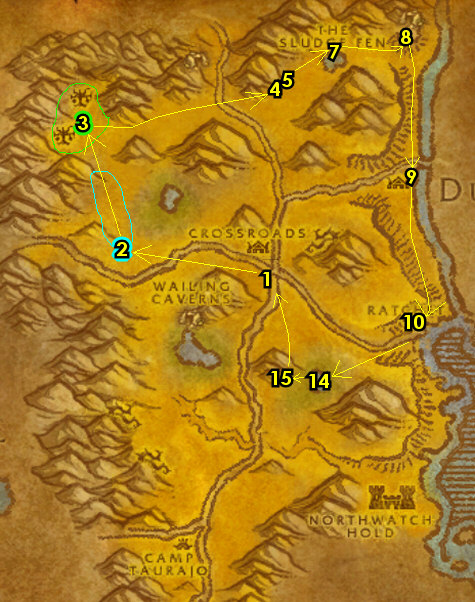 THE
SLUDGE FEN
8
7
5
4
3
9
D
CROSSROADS
2
1
WAILING
CAVERNS
RATCHET
10
15
14
NORTHWATCH
HOLD
CAMP
TAURAJO